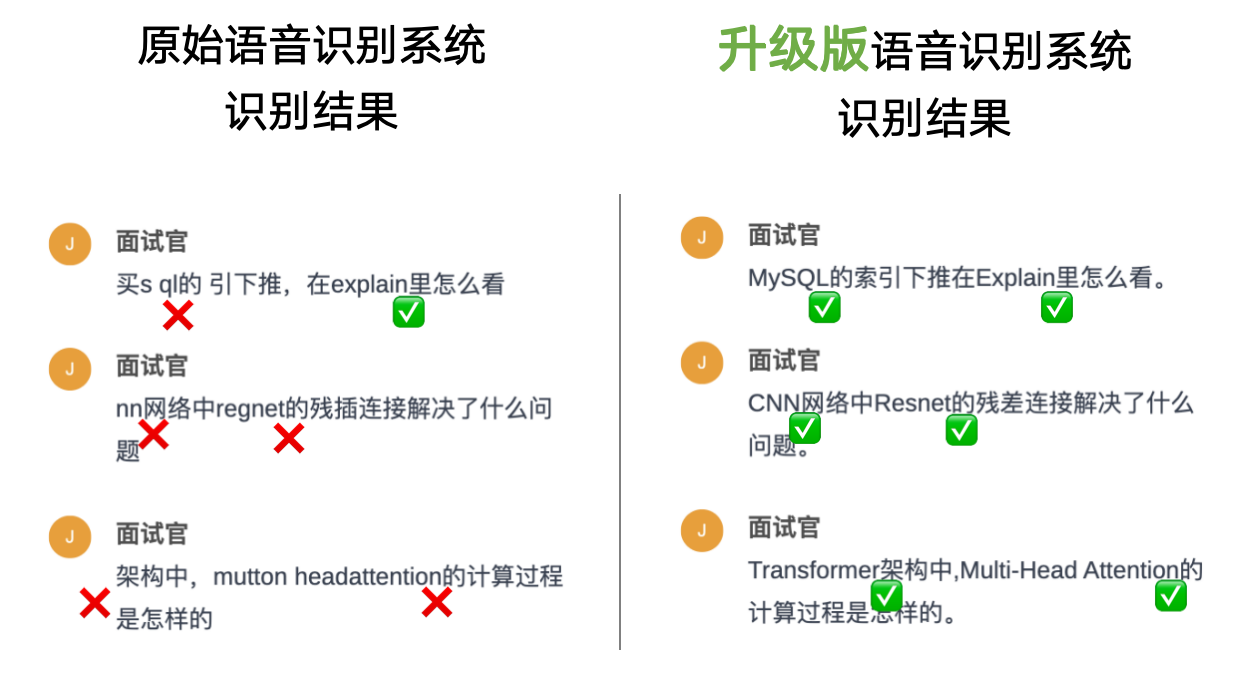 原始语音识别系统
识别结果
J
面试官
买s ql的 引下推，在explain里怎么看
J
面试官
nn网络中regnet的残插连接解决了什么问
题
J
面试官
架构中，mutton headattention的计算过程
是怎样的
升级版语音识别系统
识别结果
J
面试官
MySQL的索引下推在Explain里怎么看。
J
面试官
CNN网络中Resnet的残差连接解决了什么
问题。
J
面试官
Transformer架构中,Multi-Head Attention的
计算过程是怎样的。